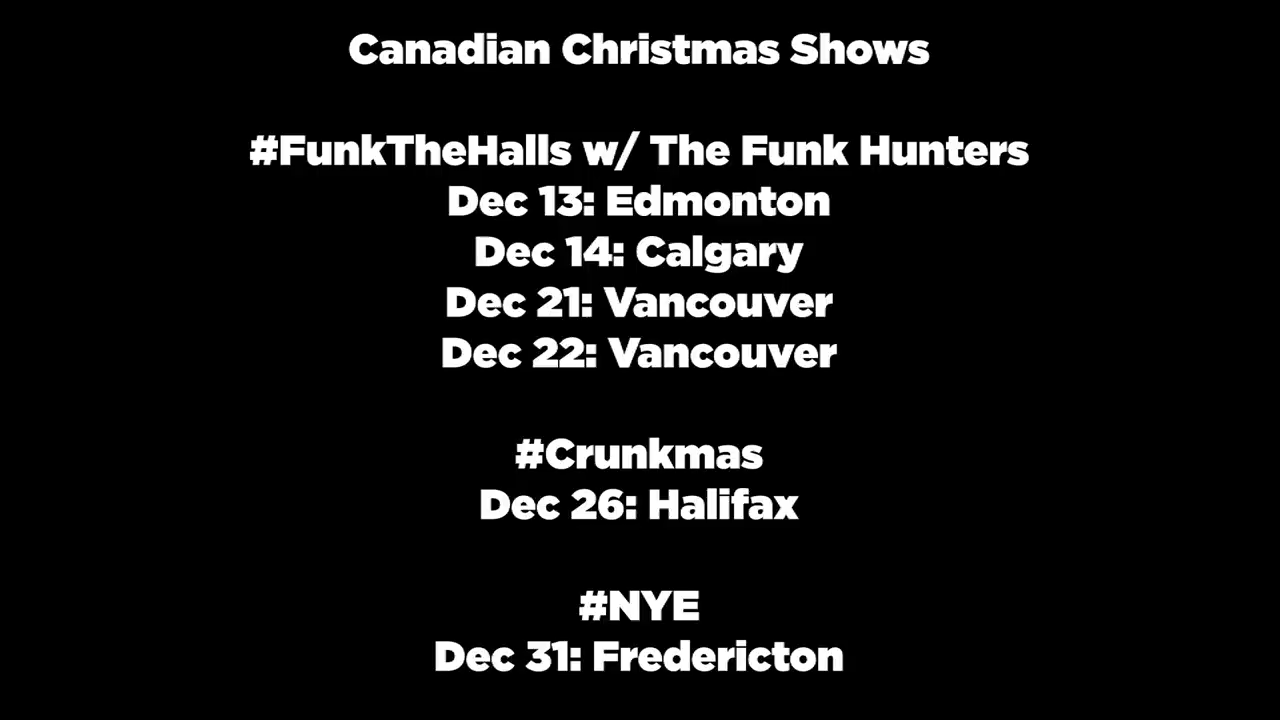 Canadian Christmas Shows
#FunkTheHalls w/ The Funk Hunters
Dec 13: Edmonton
Dec 14: Calgary
Dec 21: Vancouver
Dec 22: Vancouver
#Crunkmas
Dec 26: Halifax
#NYE
Dec 31: Fredericton